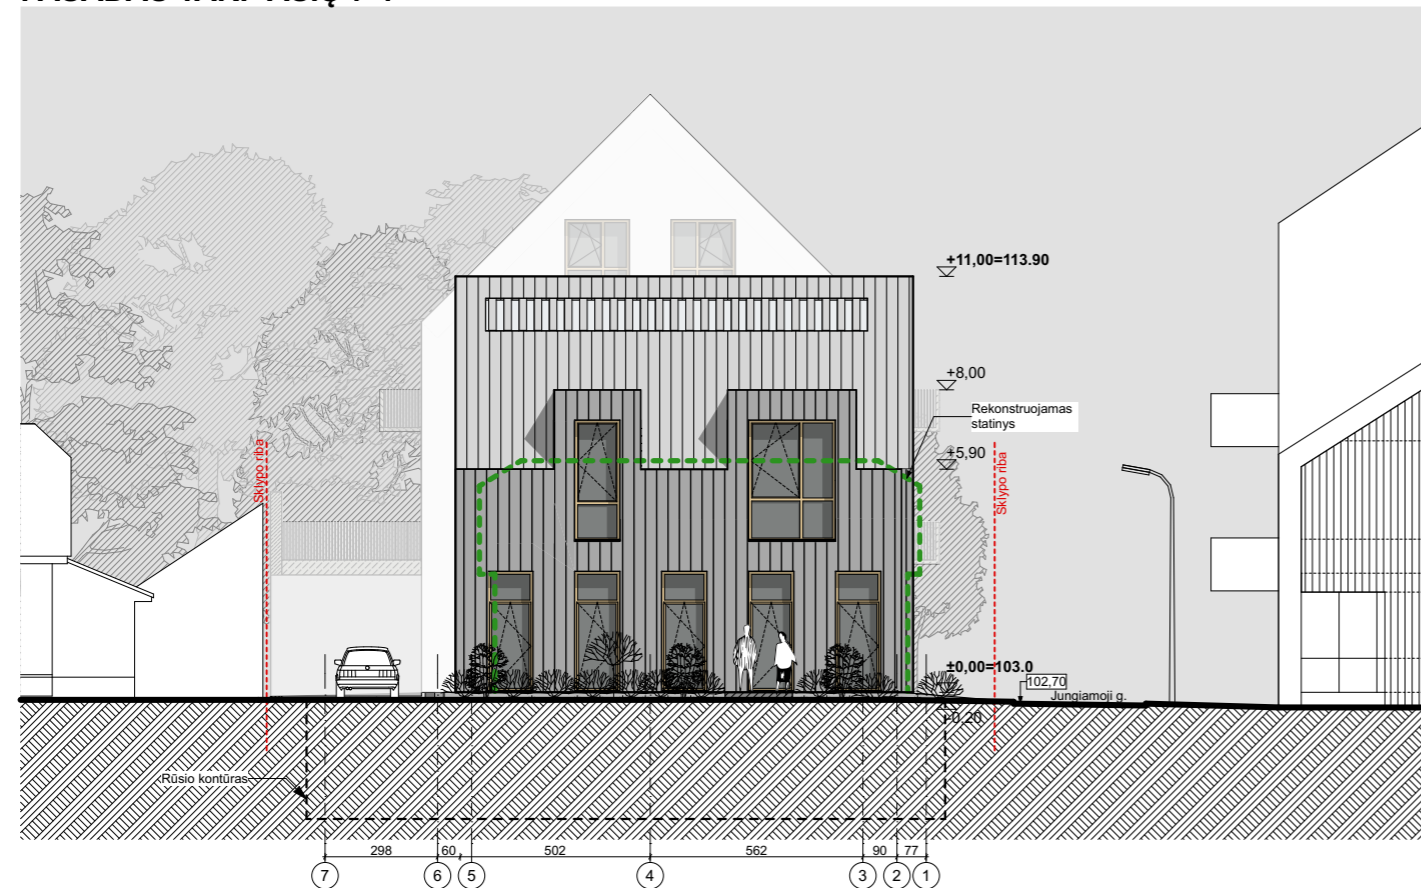 +11,00=113.90
+8,00
Rekonstruojamas
statinys
+5,90
Sklypo riba
Sklypo riba
±0,00=103.0
102,70
Jungiamoji g.
-0,20
Rūsio kontūras
298 60 502 562 90 77
7 6 5 4 3 2 1